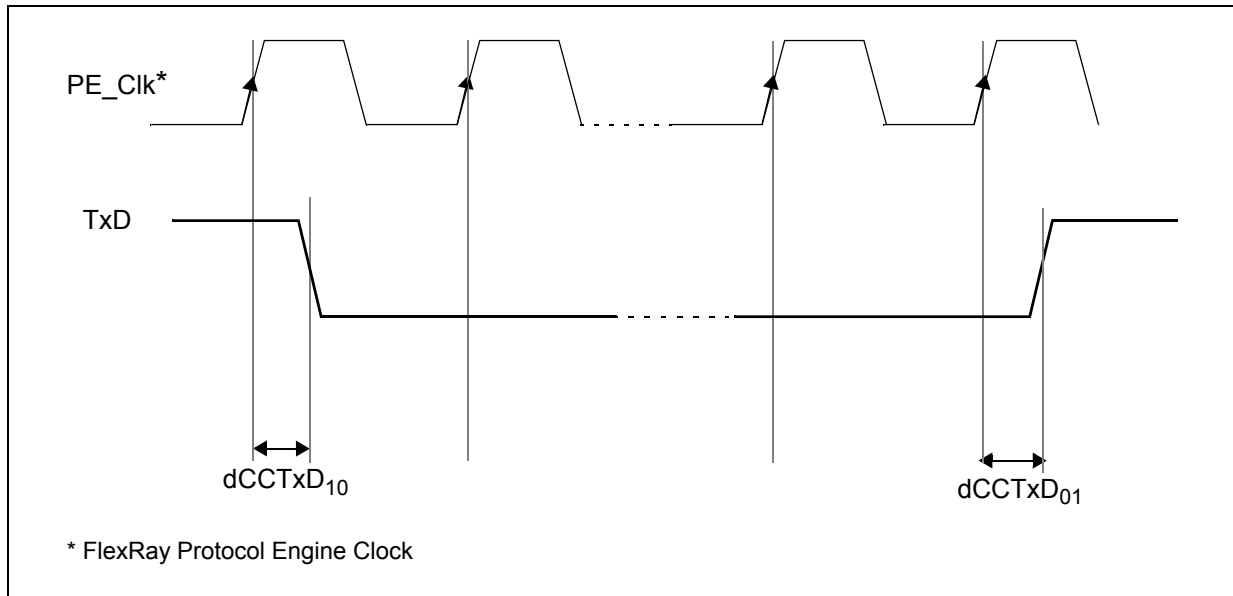 PE_Clk*
TxD
dCCTxD10
dCCTxD01
* FlexRay Protocol Engine Clock